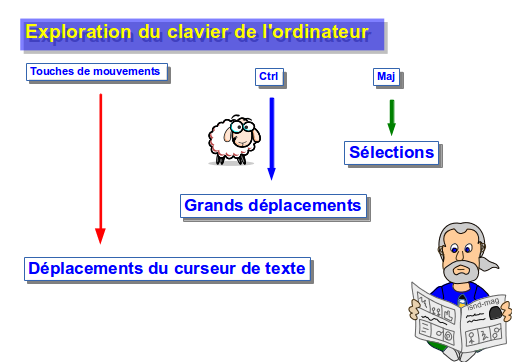 Exploration du clavier de l'ordinateur
Touches de mouvements
Ctrl
Maj
Sélections
Grands déplacements
Déplacements du curseur de texte
isnd-mag